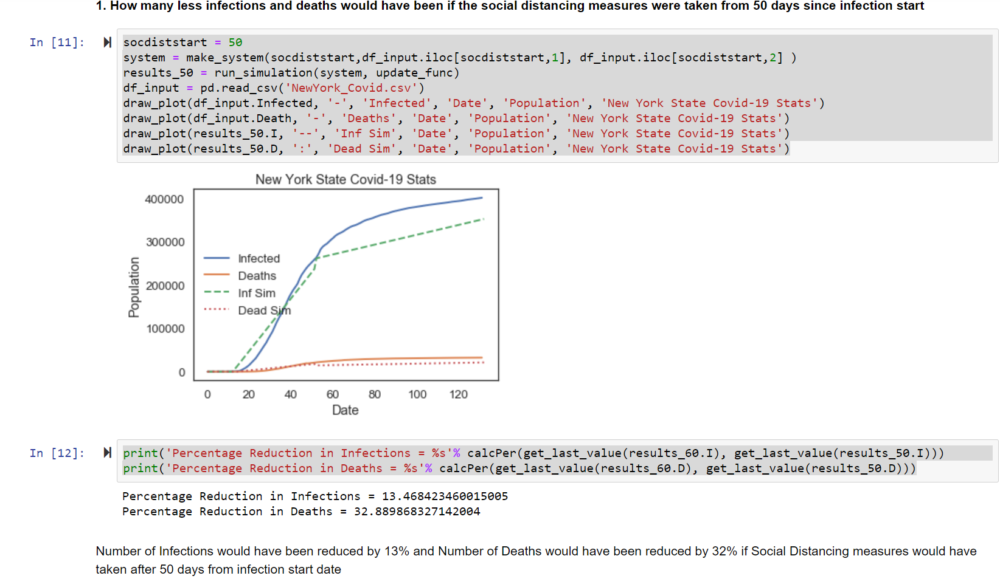 1. How many less infections and deaths would have been if the social distancing measures were taken from 50 days since infection start
In [11]:
socdiststart = 50
system = make_system(socdiststart,df_input.iloc[socdiststart,1], df_input.iloc[socdiststart,2] )
results_50 = run_simulation(system, update_func)
df_input = pd.read_csv('NewYork_Covid.csv')
draw_plot(df_input.Infected, '-', 'Infected', 'Date', 'Population', 'New York State Covid-19 Stats')
draw_plot(df_input.Death, '-', 'Deaths', 'Date', 'Population', 'New York State Covid-19 Stats')
draw_plot(results_50.I, '--', 'Inf Sim', 'Date', 'Population', 'New York State Covid-19 Stats')
draw_plot(results_50.D, ':', 'Dead Sim', 'Date', 'Population', 'New York State Covid-19 Stats')
New York State Covid-19 Stats
400000
300000
200000
100000
0
Population
Infected
Deaths
Inf Sim
Dead Sim
0 20 40 60 80 100 120
Date
In [12]:
print('Percentage Reduction in Infections = %s'% calcPer(get_last_value(results_60.I), get_last_value(results_50.I)))
print('Percentage Reduction in Deaths = %s'% calcPer(get_last_value(results_60.D), get_last_value(results_50.D)))
Percentage Reduction in Infections = 13.468423460015005
Percentage Reduction in Deaths = 32.889868327142004
Number of Infections would have been reduced by 13% and Number of Deaths would have been reduced by 32% if Social Distancing measures would have
taken after 50 days from infection start date